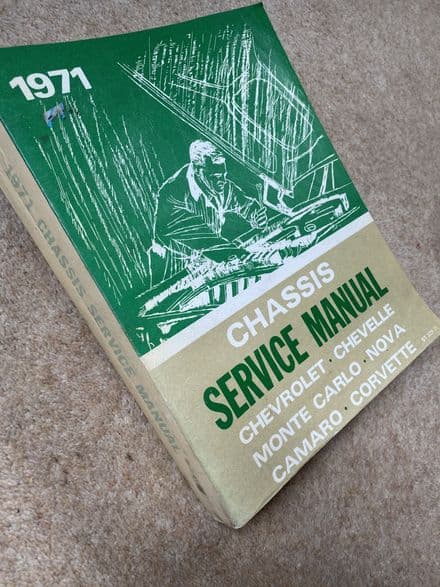 1971
CHASSIS
SERVICE MANUAL
CHEVROLET · CHEVELLE
MONTE CARLO · NOVA
CAMARO · CORVETTE
1971 CHASSIS SERVICE MANUAL